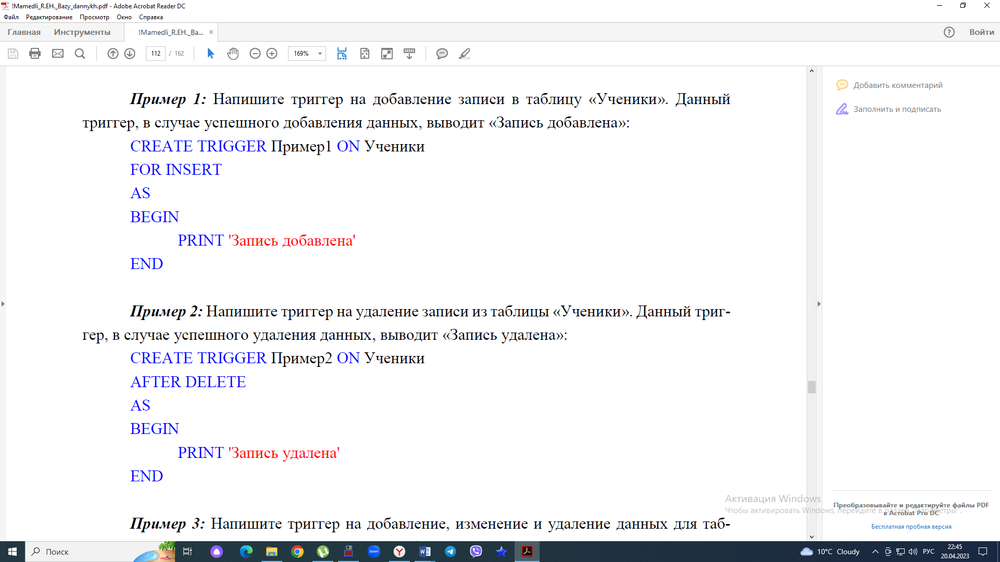 !Mamedli_R.EH._Bazy_dannykh.pdf - Adobe Acrobat Reader DC
Файл Редактирование Просмотр Окно Справка
Главная Инструменты !Mamedli_R.EH._Ba... × Войти
112 / 162 169%
Добавить комментарий
Заполнить и подписать
Пример 1: Напишите триггер на добавление записи в таблицу «Ученики». Данный
триггер, в случае успешного добавления данных, выводит «Запись добавлена»:
CREATE TRIGGER Пример1 ON Ученики
FOR INSERT
AS
BEGIN
PRINT 'Запись добавлена'
END
Пример 2: Напишите триггер на удаление записи из таблицы «Ученики». Данный триг-
гер, в случае успешного удаления данных, выводит «Запись удалена»:
CREATE TRIGGER Пример2 ON Ученики
AFTER DELETE
AS
BEGIN
PRINT 'Запись удалена'
END
Пример 3: Напишите триггер на добавление, изменение и удаление данных для таб-
Активация Windows
Чтобы активировать Windows, перейдите в раздел "Параметры".
Преобразовывайте и редактируйте файлы PDF
в Acrobat Pro DC
Бесплатная пробная версия
Поиск
zoom
10°C Cloudy
РУС
22:45
20.04.2023